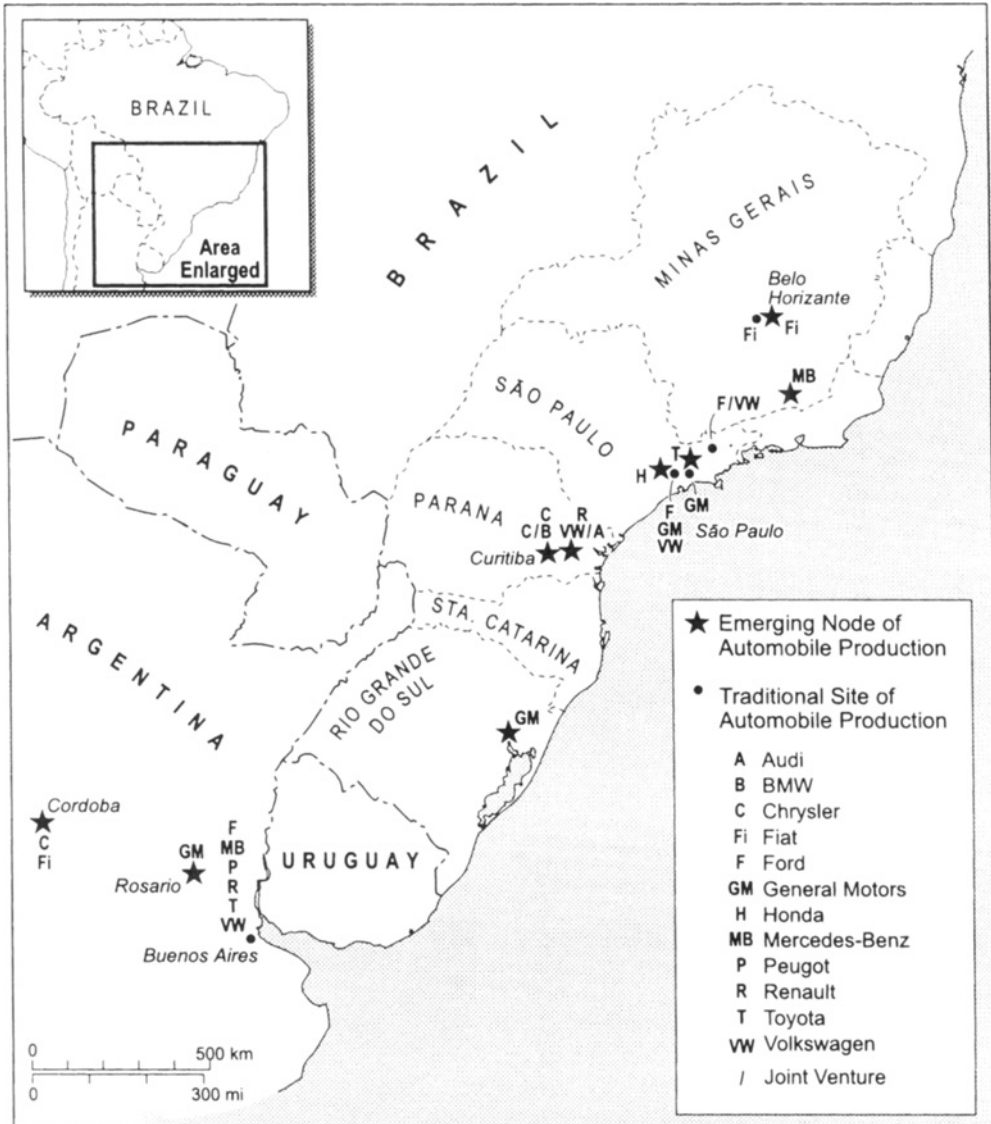 BRAZIL
Area
Enlarged
BRAZIL
MINAS GERAIS
Belo
Horizante
Fi
Fi
MB
SÃO PAULO
F/VW
T
H
GM
F
GM
VW
São Paulo
PARAGUAY
PARANA
C
C/B
R
VW/A
Curitiba
STA. CATARINA
ARGENTINA
RIO GRANDE
DO SUL
GM
Cordoba
C
Fi
GM
Rosario
F
MB
P
R
T
VW
Buenos Aires
URUGUAY
0
500 km
0
300 mi
Emerging Node of
Automobile Production
Traditional Site of
Automobile Production
A Audi
B BMW
C Chrysler
Fi Fiat
F Ford
GM General Motors
H Honda
MB Mercedes-Benz
P Peugot
R Renault
T Toyota
VW Volkswagen
/ Joint Venture